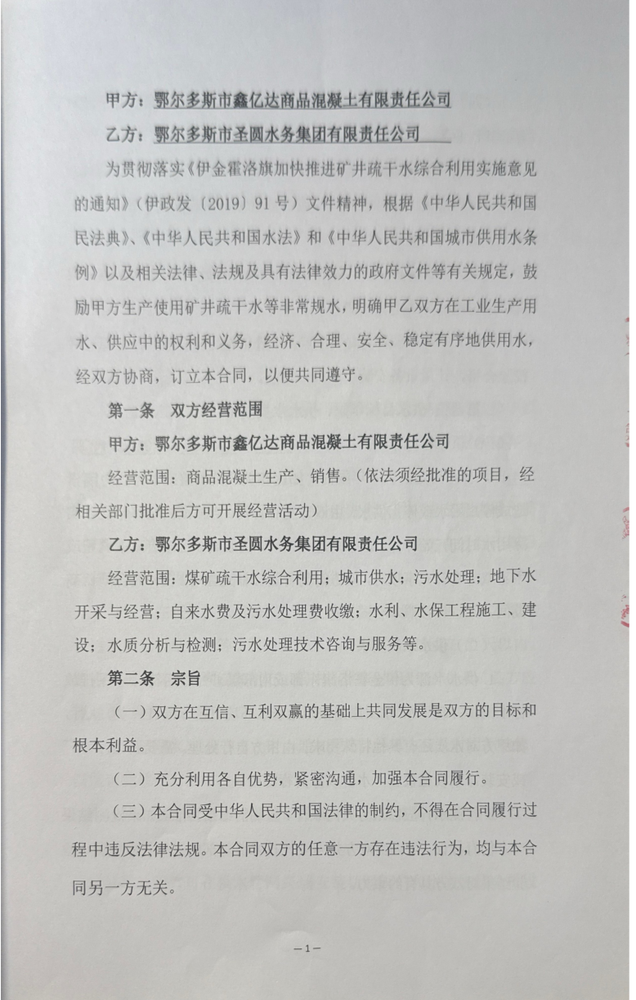 甲方：鄂尔多斯市鑫亿达商品混凝土有限责任公司
乙方：鄂尔多斯市圣圆水务集团有限责任公司
为贯彻落实《伊金霍洛旗加快推进矿井疏干水综合利用实施意见
的通知》（伊政发〔2019〕91号）文件精神，根据《中华人民共和国
民法典》、《中华人民共和国水法》和《中华人民共和国城市供用水条
例》以及相关法律、法规及具有法律效力的政府文件等有关规定，鼓
励甲方生产使用矿井疏干水等非常规水，明确甲乙双方在工业生产用
水、供应中的权利和义务，经济、合理、安全、稳定有序地供用水，
经双方协商，订立本合同，以便共同遵守。
第一条 双方经营范围
甲方：鄂尔多斯市鑫亿达商品混凝土有限责任公司
经营范围：商品混凝土生产、销售。（依法须经批准的项目，经
相关部门批准后方可开展经营活动）
乙方：鄂尔多斯市圣圆水务集团有限责任公司
经营范围：煤矿疏干水综合利用；城市供水；污水处理；地下水
开采与经营；自来水费及污水处理费收缴；水利、水保工程施工、建
设；水质分析与检测；污水处理技术咨询与服务等。
第二条 宗旨
（一）双方在互信、互利双赢的基础上共同发展是双方的目标和
根本利益。
（二）充分利用各自优势，紧密沟通，加强本合同履行。
（三）本合同受中华人民共和国法律的制约，不得在合同履行过
程中违反法律法规。本合同双方的任意一方存在违法行为，均与本合
同另一方无关。
—1—